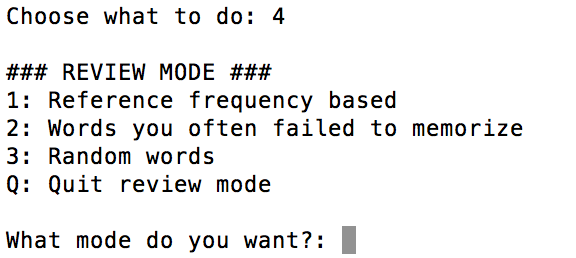 Choose what to do: 4
### REVIEW MODE ###
1: Reference frequency based
2: Words you often failed to memorize
3: Random words
Q: Quit review mode
What mode do you want?: